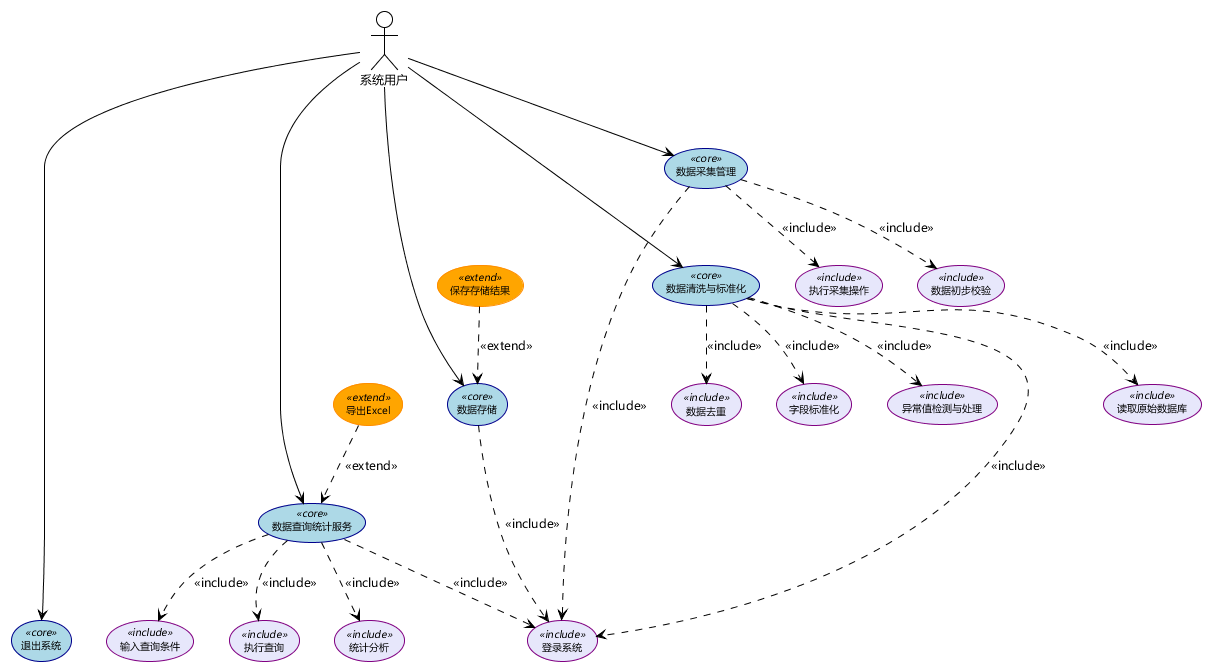 系统用户
«core»
数据采集管理
«include»
«include»
«extend»
保存存储结果
«core»
数据清洗与标准化
«include»
执行采集操作
«include»
数据初步校验
«extend»
«include»
«include»
«include»
«include»
«extend»
导出Excel
«core»
数据存储
«include»
«include»
数据去重
«include»
字段标准化
«include»
异常值检测与处理
«include»
读取原始数据库
«extend»
«include»
«core»
数据查询统计服务
«include»
«include»
«include»
«include»
«include»
«core»
退出系统
«include»
输入查询条件
«include»
执行查询
«include»
统计分析
«include»
登录系统